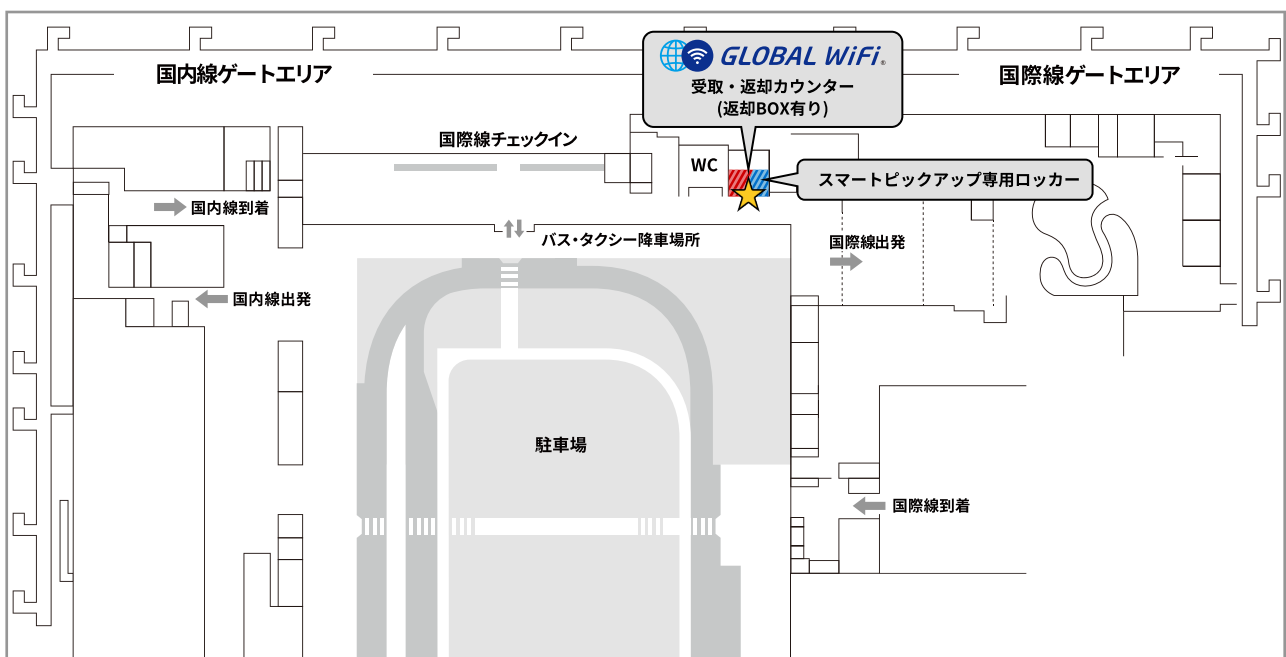 国内線ゲートエリア
GLOBAL WiFi®
受取・返却カウンター
(返却BOX有り)
国際線ゲートエリア
国際線チェックイン
WC
スマートピックアップ専用ロッカー
国内線到着
バス・タクシー降車場所
国際線出発
国内線出発
駐車場
国際線到着